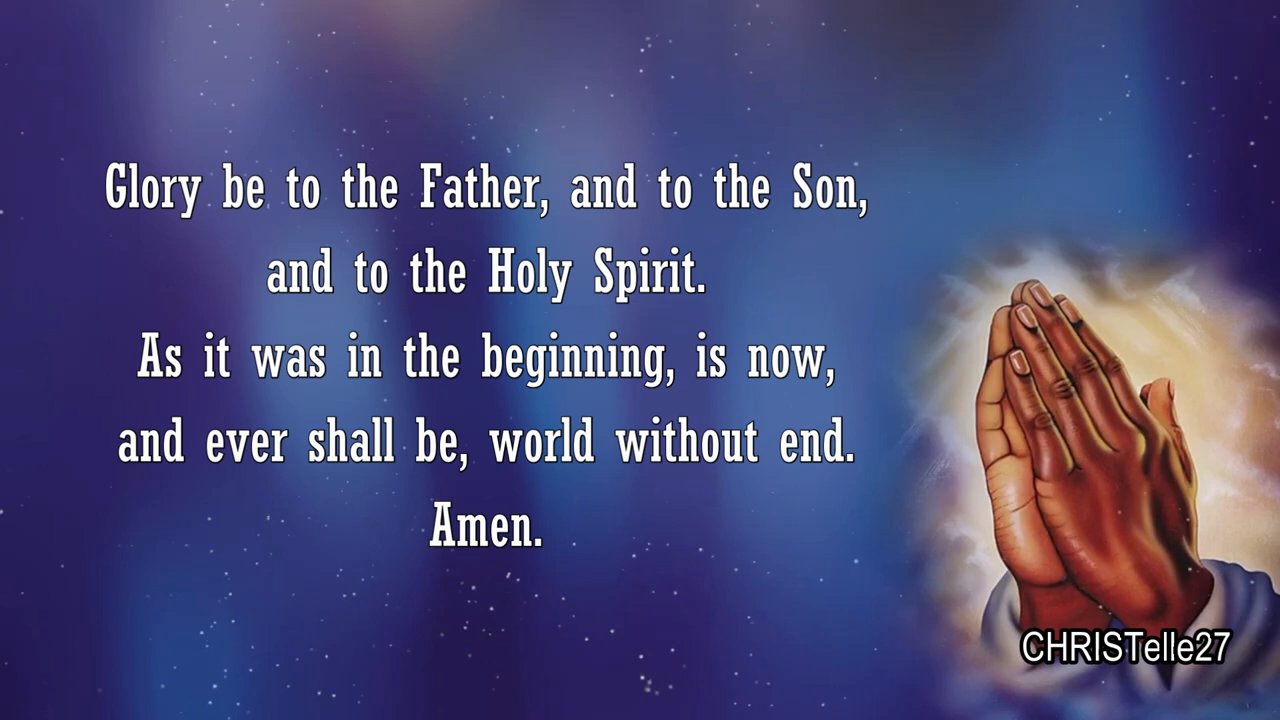 Glory be to the Father, and to the Son,
and to the Holy Spirit.
As it was in the beginning, is now,
and ever shall be, world without end.
Amen.
CHRISTelle27